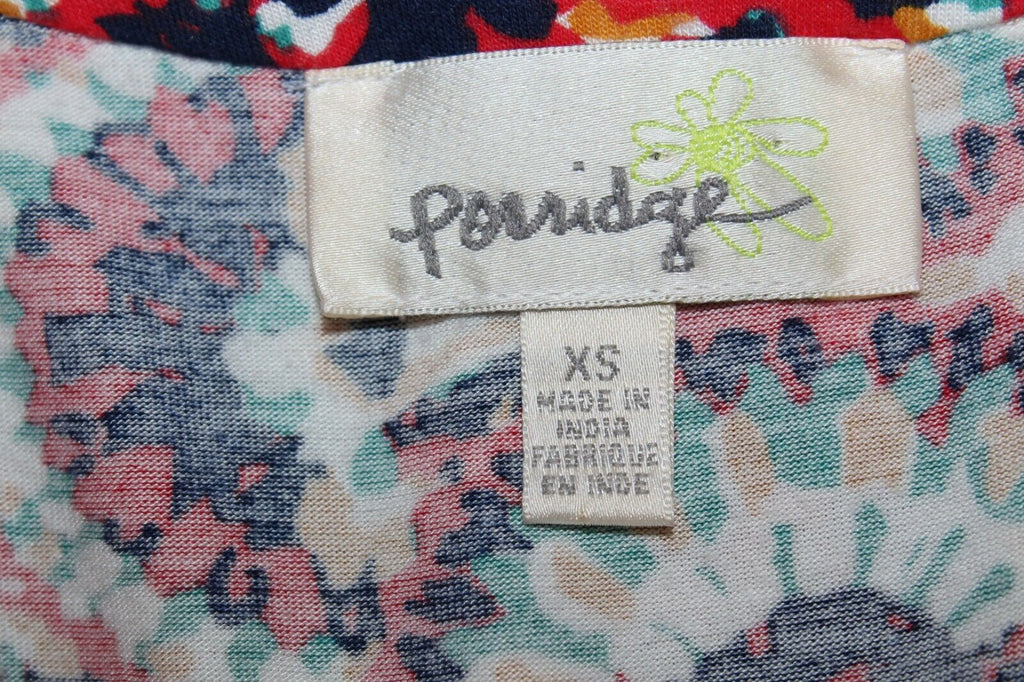 Porridge
XS
MADE IN
INDIA
FABRIQUE
EN INDE